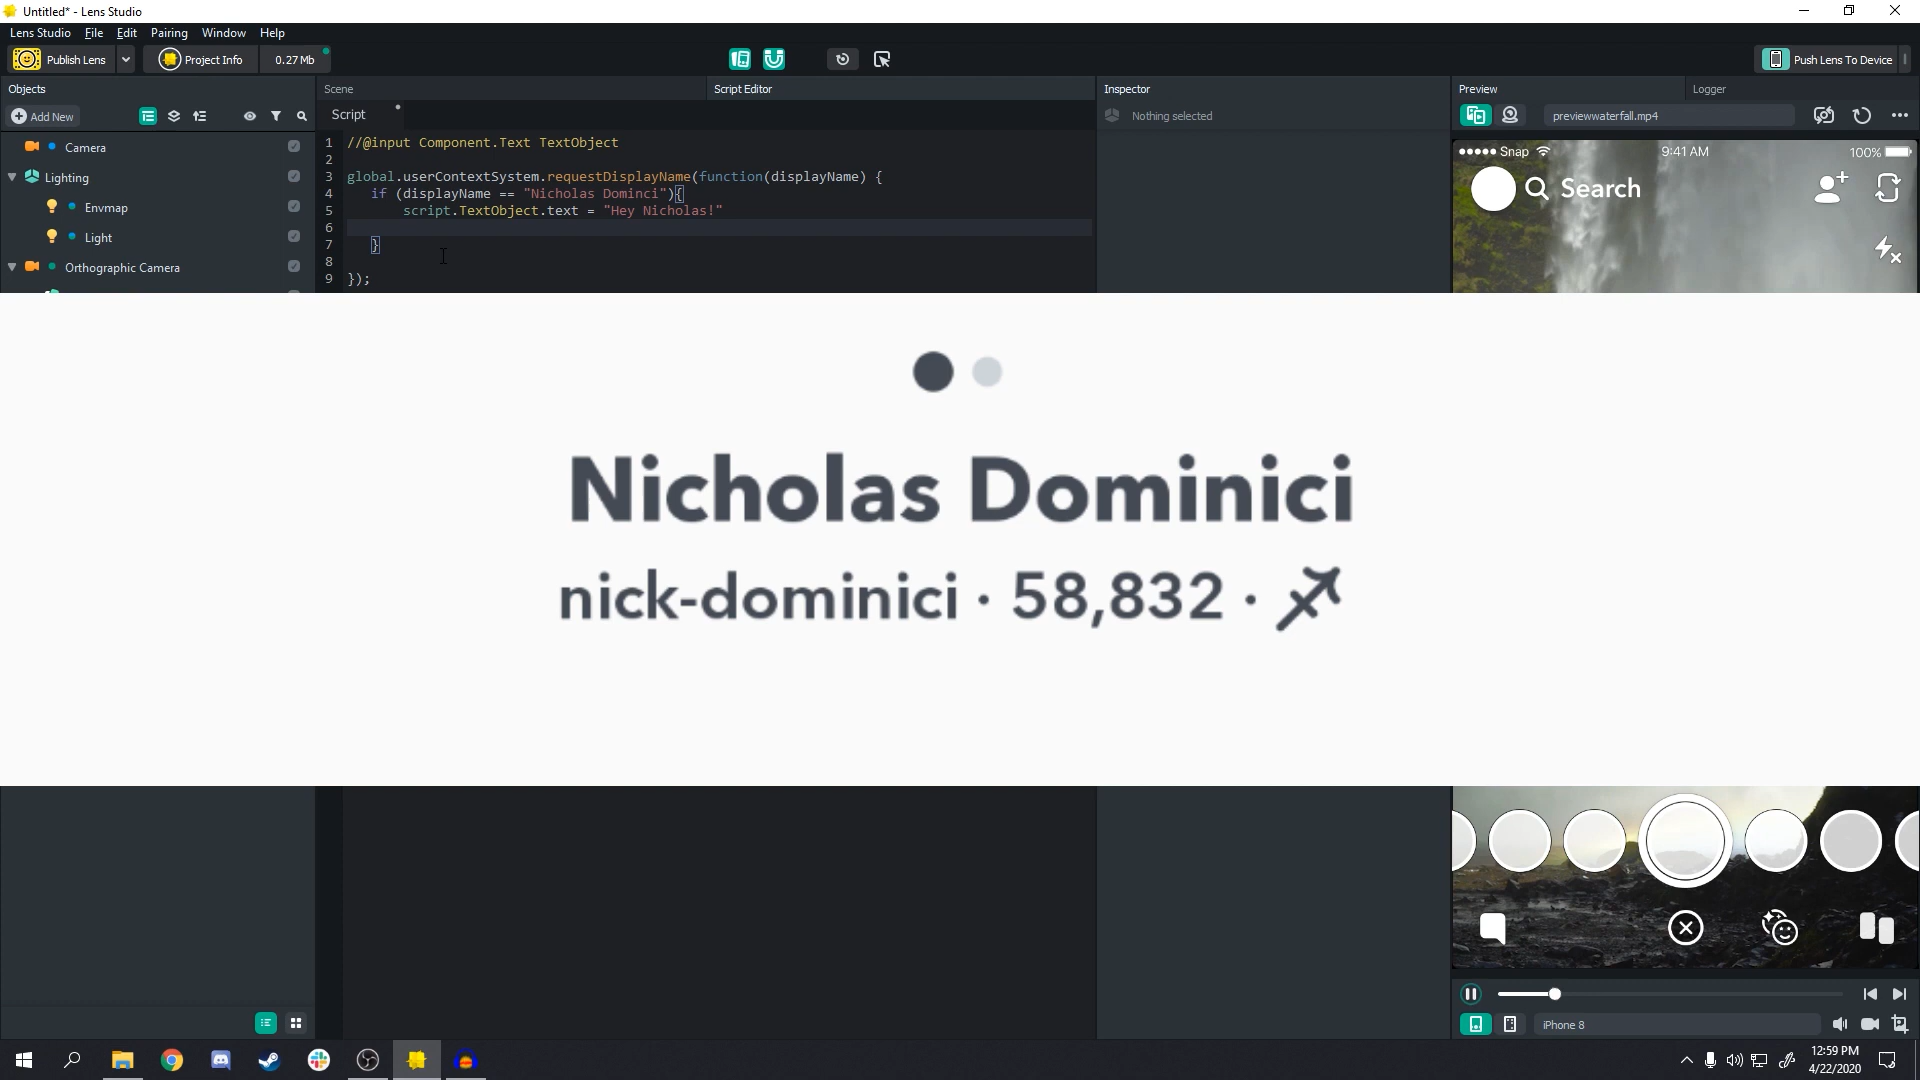 Untitled* - Lens Studio
Lens Studio File Edit Pairing Window Help
Publish Lens Project Info 0.27 Mb Push Lens To Device
Objects Scene Script Editor Inspector Preview Logger
Add New Script Nothing selected previewwaterfall.mp4
Camera
Lighting
Envmap
Light
Orthographic Camera
1 //@input Component.Text TextObject
2
3 global.userContextSystem.requestDisplayName(function(displayName) {
4 if (displayName == "Nicholas Dominci"){
5 script.TextObject.text = "Hey Nicholas!"
6
7 }
8
9 });
Snap 9:41 AM 100%
Search
Nicholas Dominici
nick-dominici · 58,832 · ♐
iPhone 8
12:59 PM
4/22/2020